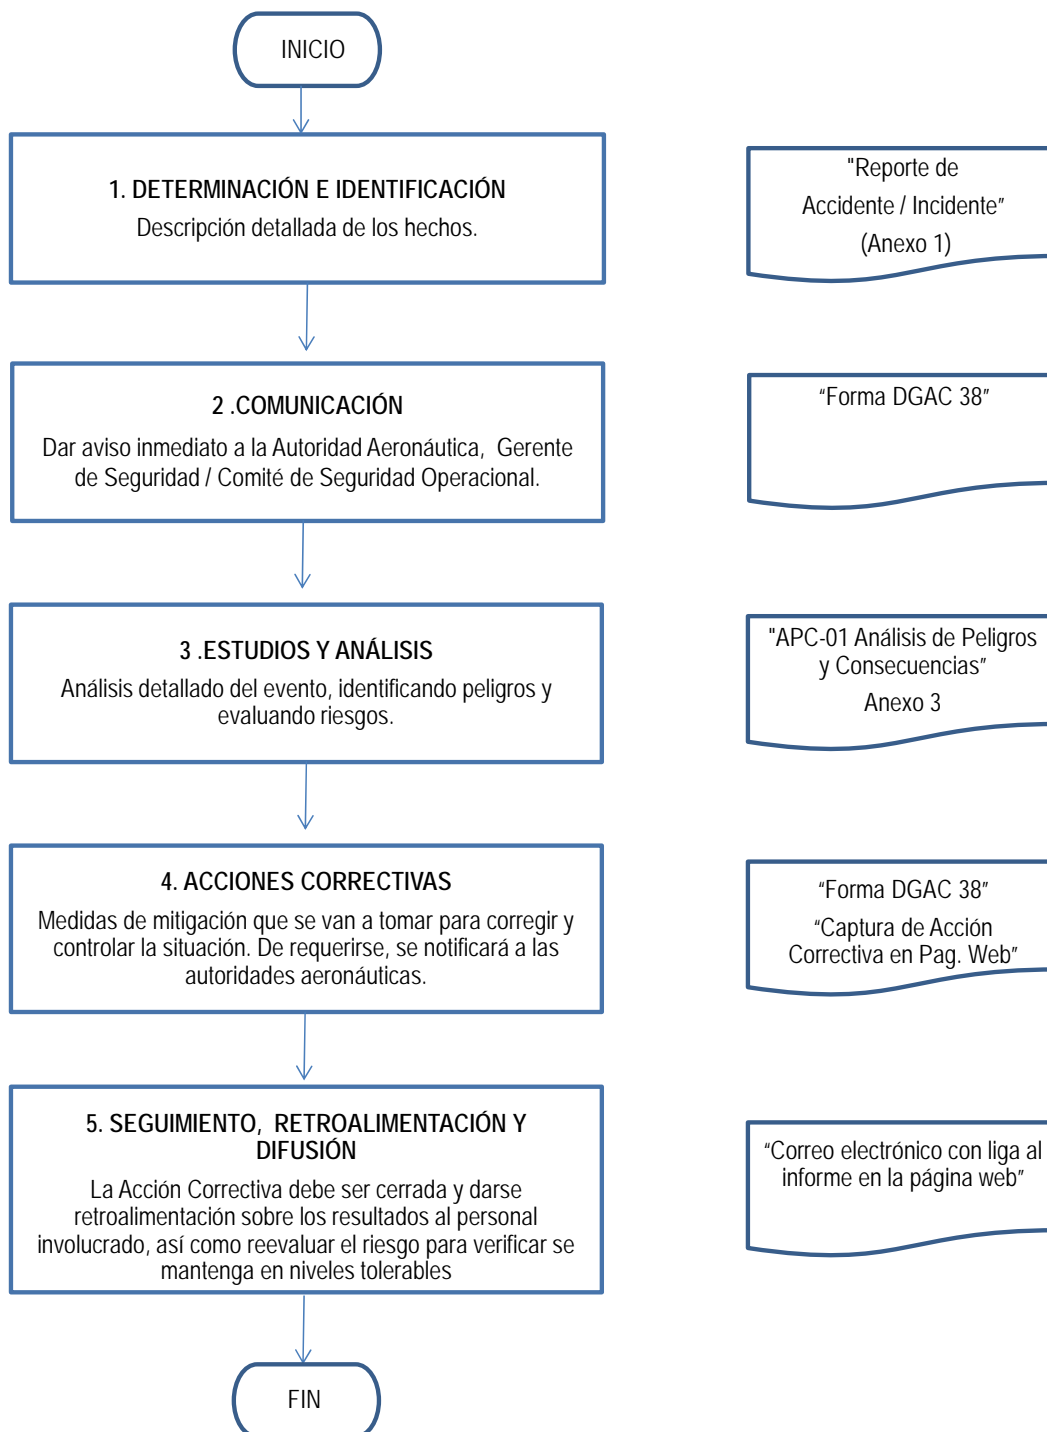 INICIO
1. DETERMINACIÓN E IDENTIFICACIÓN
Descripción detallada de los hechos.
"Reporte de
Accidente / Incidente”
(Anexo 1)
2 .COMUNICACIÓN
Dar aviso inmediato a la Autoridad Aeronáutica, Gerente
de Seguridad / Comité de Seguridad Operacional.
“Forma DGAC 38”
3 .ESTUDIOS Y ANÁLISIS
Análisis detallado del evento, identificando peligros y
evaluando riesgos.
"APC-01 Análisis de Peligros
y Consecuencias”
Anexo 3
4. ACCIONES CORRECTIVAS
Medidas de mitigación que se van a tomar para corregir y
controlar la situación. De requerirse, se notificará a las
autoridades aeronáuticas.
“Forma DGAC 38”
“Captura de Acción
Correctiva en Pag. Web”
5. SEGUIMIENTO, RETROALIMENTACIÓN Y
DIFUSIÓN
La Acción Correctiva debe ser cerrada y darse
retroalimentación sobre los resultados al personal
involucrado, así como reevaluar el riesgo para verificar se
mantenga en niveles tolerables
“Correo electrónico con liga al
informe en la página web”
FIN